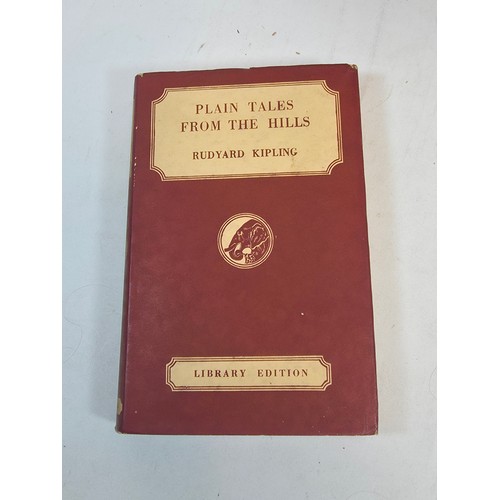 PLAIN TALES
FROM THE HILLS
RUDYARD KIPLING
LIBRARY EDITION